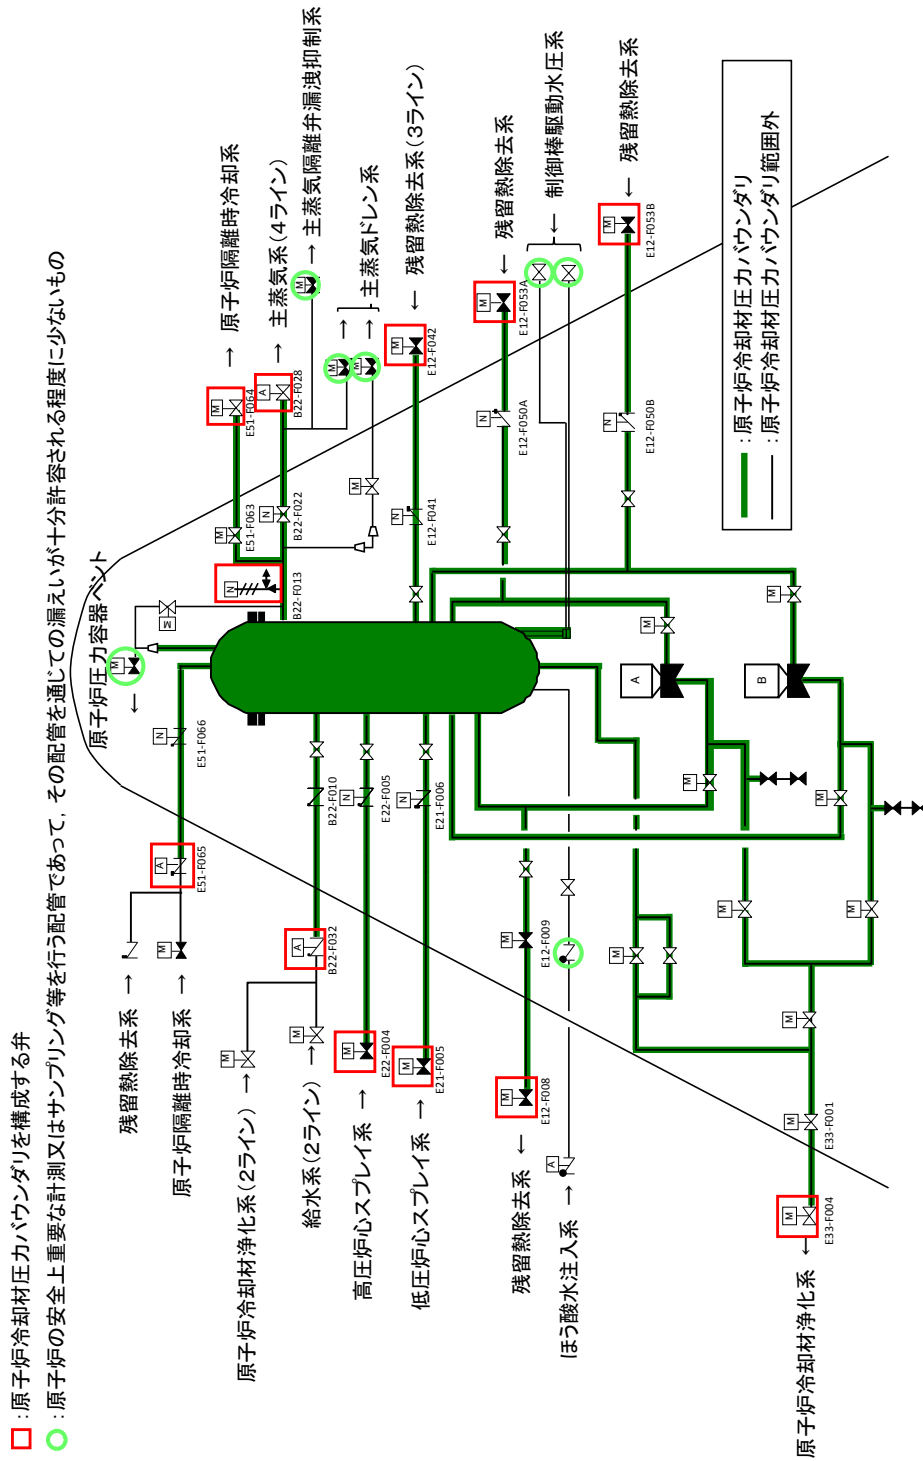 □：原子炉冷却材圧力バウンダリを構成する弁
○：原子炉の安全上重要な計測又はサンプリング等を行う配管であって，その配管を通じての漏えいが十分許容される程度に少ないもの
原子炉圧力容器ベント
M
←
M
N
E51-F066
A
E51-F065
残留熱除去系 →
M
原子炉隔離時冷却系 →
M
E51-F064
→ 原子炉隔離時冷却系
M
E51-F063
A
B22-F028
→ 主蒸気系(4ライン)
N
B22-F022
N
B22-F013
M
→ 主蒸気隔離弁漏洩抑制系
M
→
M
→
主蒸気ドレン系
M
M
原子炉冷却材浄化系(2ライン) →
M
給水系(2ライン) →
A
B22-F032
B22-F010
高圧炉心スプレイ系 →
M
E22-F004
N
E22-F005
低圧炉心スプレイ系 →
M
E21-F005
N
E21-F006
N
E12-F041
M
E12-F042
← 残留熱除去系(3ライン)
N
E12-F050A
M
E12-F053A
← 残留熱除去系
← 制御棒駆動水圧系
N
E12-F050B
M
E12-F053B
← 残留熱除去系
残留熱除去系 ←
M
E12-F008
M
E12-F009
ほう酸水注入系 →
A
M
A
M
B
M
M
M
M
M
M
M
E33-F001
M
E33-F004
原子炉冷却材浄化系 ←
：原子炉冷却材圧力バウンダリ
：原子炉冷却材圧力バウンダリ範囲外